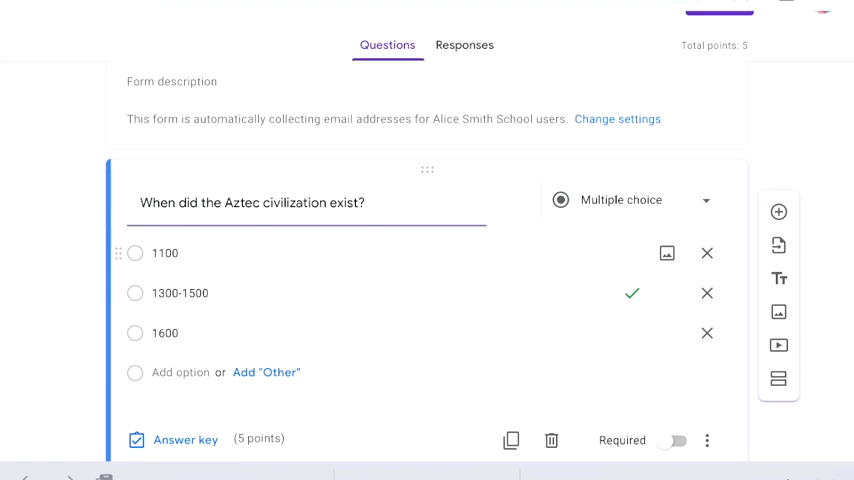 Questions Responses Total points: 5
Form description
This form is automatically collecting email addresses for Alice Smith School users. Change settings
When did the Aztec civilization exist? Multiple choice
1100
1300-1500
1600
Add option or Add "Other"
Answer key (5 points) Required